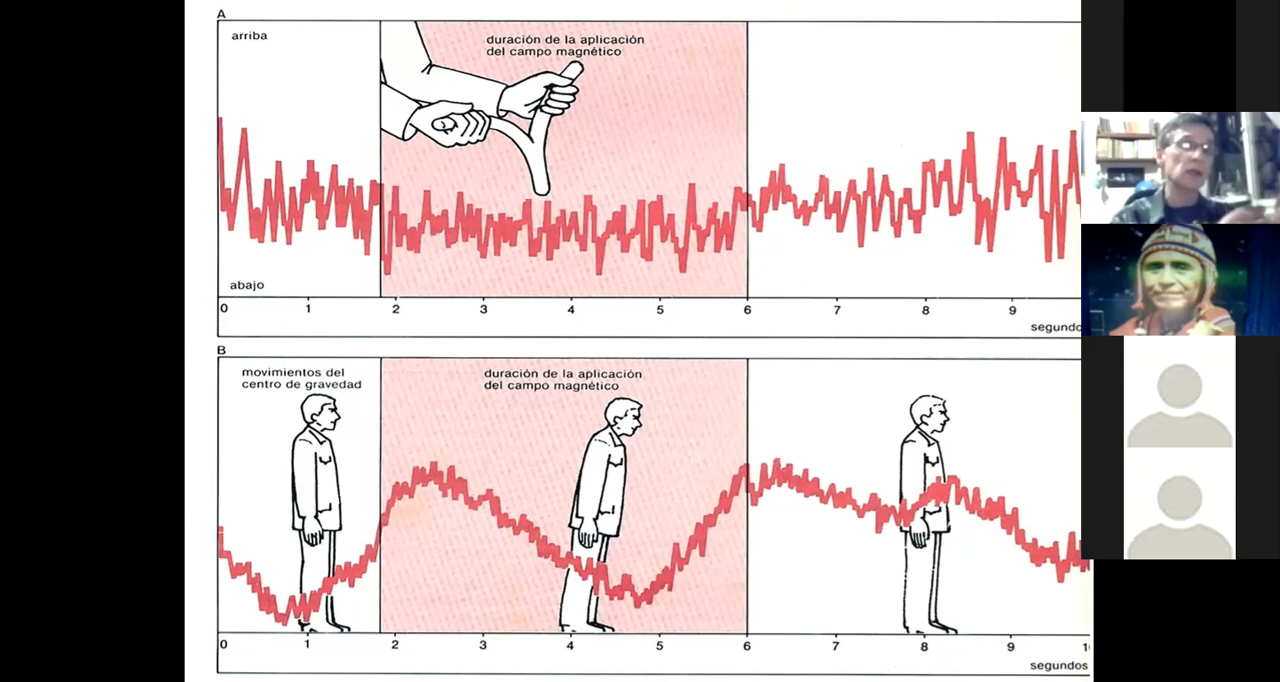 A
arriba
duración de la aplicación
del campo magnético
abajo
0 1 2 3 4 5 6 7 8 9
segundo
B
movimientos del
centro de gravedad
duración de la aplicación
del campo magnético
0 1 2 3 4 5 6 7 8 9 1
segundos